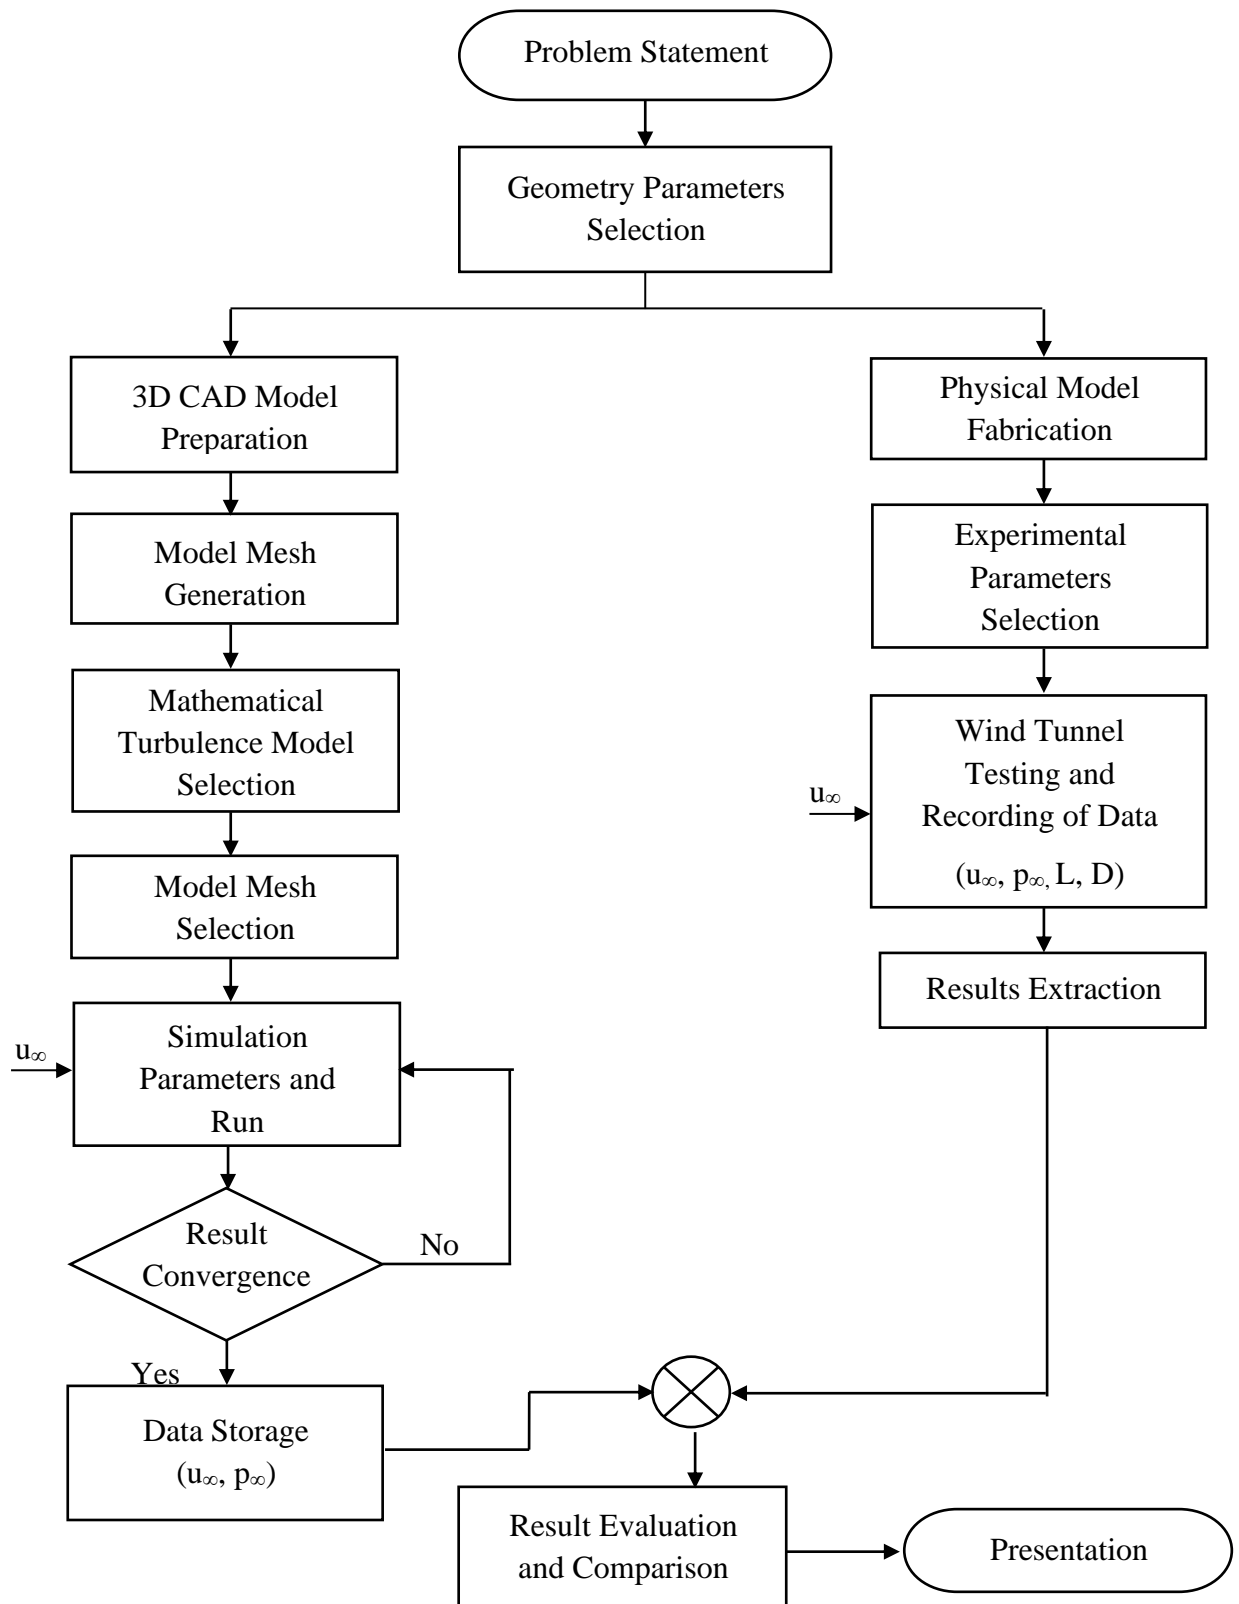 Problem Statement
Geometry Parameters
Selection
3D CAD Model
Preparation
Model Mesh
Generation
Mathematical
Turbulence Model
Selection
Model Mesh
Selection
u∞
Simulation
Parameters and
Run
Result
Convergence
No
Yes
Data Storage
(u∞, p∞)
Physical Model
Fabrication
Experimental
Parameters
Selection
u∞
Wind Tunnel
Testing and
Recording of Data
(u∞, p∞, L, D)
Results Extraction
Result Evaluation
and Comparison
Presentation